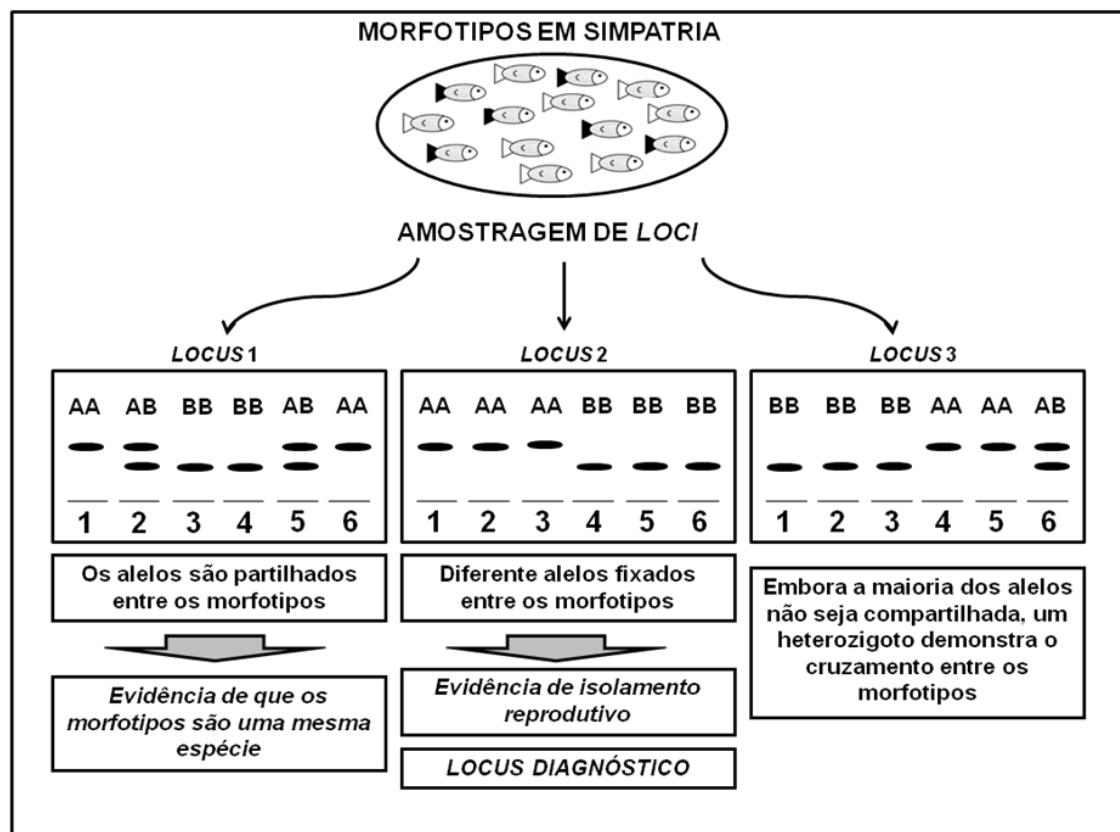 MORFOTIPOS EM SIMPATRIA
AMOSTRAGEM DE LOCI
LOCUS 1
AA AB BB BB AB AA
1 2 3 4 5 6
Os alelos são partilhados
entre os morfotipos
Evidência de que os
morfotipos são uma mesma
espécie
LOCUS 2
AA AA AA BB BB BB
1 2 3 4 5 6
Diferente alelos fixados
entre os morfotipos
Evidência de isolamento
reprodutivo
LOCUS DIAGNÓSTICO
LOCUS 3
BB BB BB AA AA AB
1 2 3 4 5 6
Embora a maioria dos alelos
não seja compartilhada, um
heterozigoto demonstra o
cruzamento entre os
morfotipos